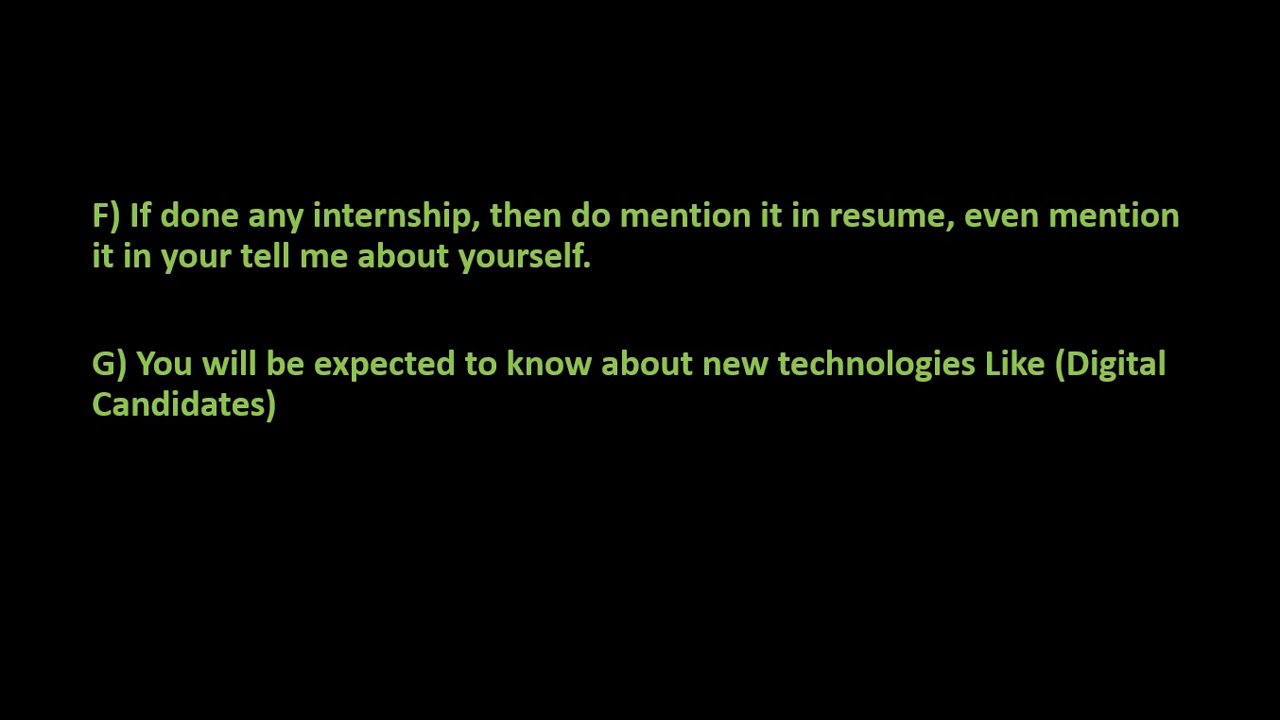 F) If done any internship, then do mention it in resume, even mention
it in your tell me about yourself.
G) You will be expected to know about new technologies Like (Digital
Candidates)